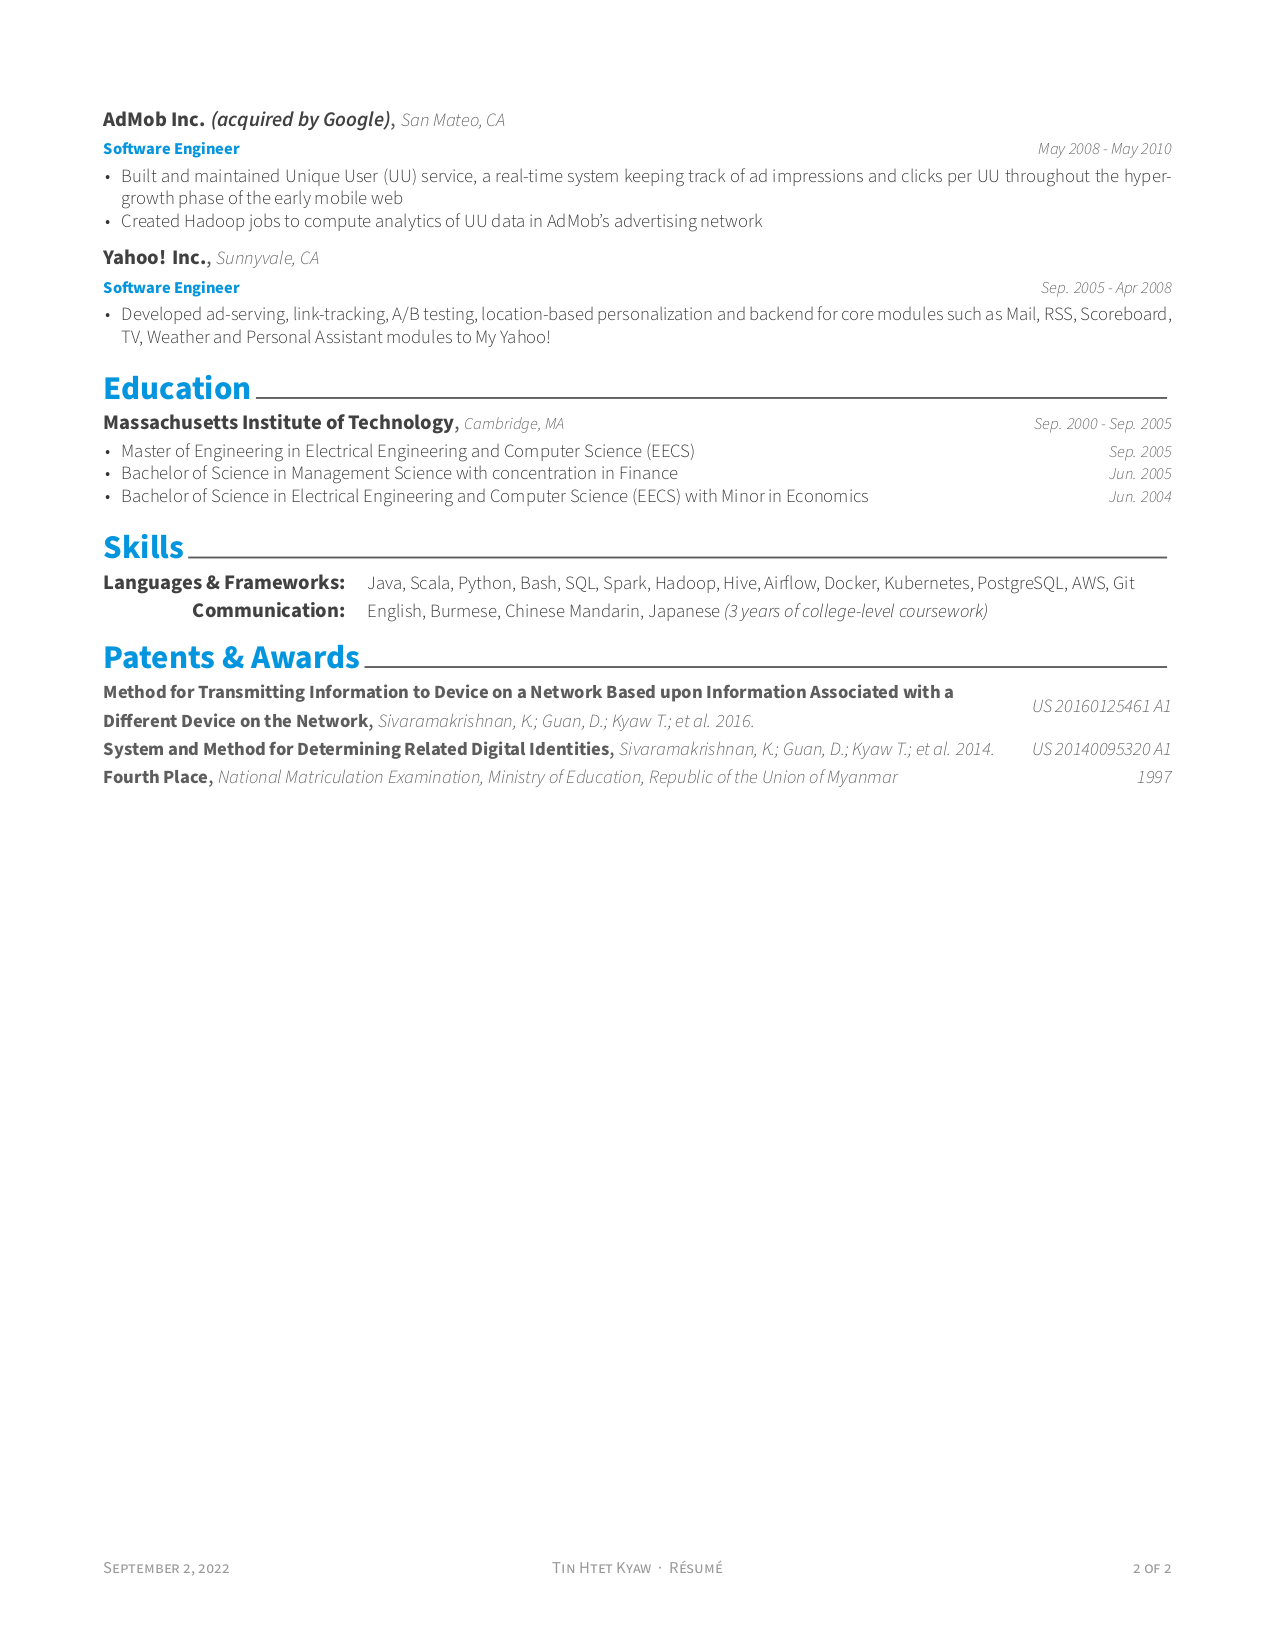 AdMob Inc. (acquired by Google), San Mateo, CA
Software Engineer May 2008 - May 2010
• Built and maintained Unique User (UU) service, a real-time system keeping track of ad impressions and clicks per UU throughout the hyper-
growth phase of the early mobile web
• Created Hadoop jobs to compute analytics of UU data in AdMob’s advertising network
Yahoo! Inc., Sunnyvale, CA
Software Engineer Sep. 2005 - Apr 2008
• Developed ad-serving, link-tracking, A/B testing, location-based personalization and backend for core modules such as Mail, RSS, Scoreboard,
TV, Weather and Personal Assistant modules to My Yahoo!
Education
Massachusetts Institute of Technology, Cambridge, MA Sep. 2000 - Sep. 2005
• Master of Engineering in Electrical Engineering and Computer Science (EECS) Sep. 2005
• Bachelor of Science in Management Science with concentration in Finance Jun. 2005
• Bachelor of Science in Electrical Engineering and Computer Science (EECS) with Minor in Economics Jun. 2004
Skills
Languages & Frameworks: Java, Scala, Python, Bash, SQL, Spark, Hadoop, Hive, Airflow, Docker, Kubernetes, PostgreSQL, AWS, Git
Communication: English, Burmese, Chinese Mandarin, Japanese (3 years of college-level coursework)
Patents & Awards
Method for Transmitting Information to Device on a Network Based upon Information Associated with a
Different Device on the Network, Sivaramakrishnan, K.; Guan, D.; Kyaw T.; et al. 2016. US 20160125461 A1
System and Method for Determining Related Digital Identities, Sivaramakrishnan, K.; Guan, D.; Kyaw T.; et al. 2014. US 20140095320 A1
Fourth Place, National Matriculation Examination, Ministry of Education, Republic of the Union of Myanmar 1997
September 2, 2022 Tin Htet Kyaw · Résumé 2 of 2